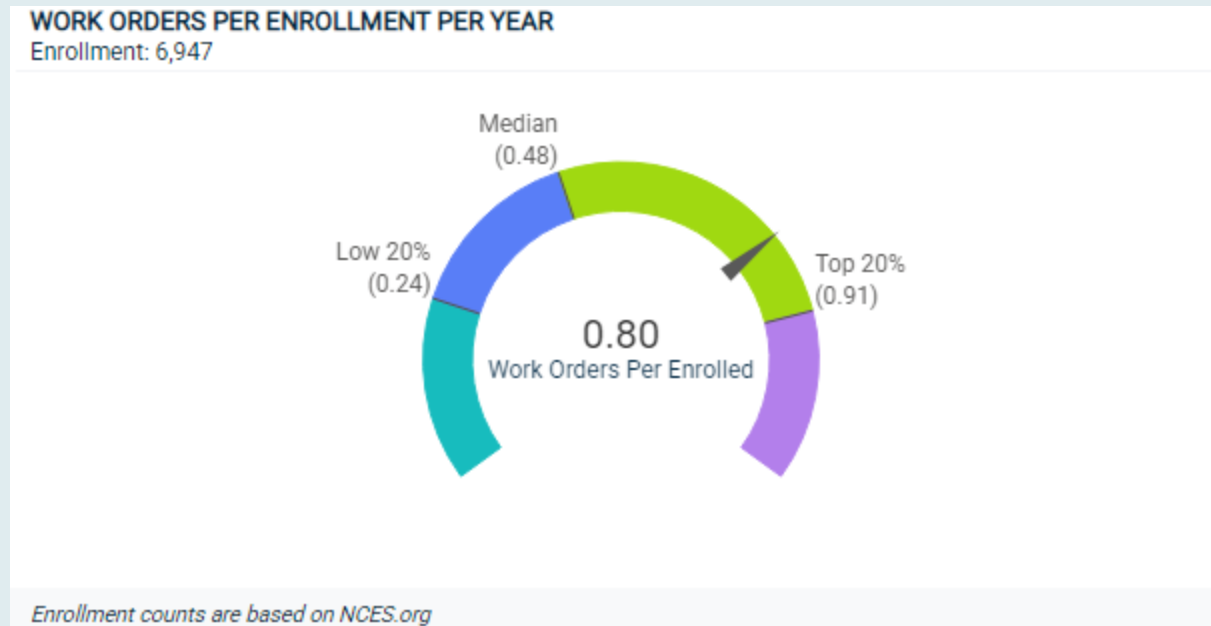 WORK ORDERS PER ENROLLMENT PER YEAR
Enrollment: 6,947
Median
(0.48)
Low 20%
(0.24)
Top 20%
(0.91)
0.80
Work Orders Per Enrolled
Enrollment counts are based on NCES.org